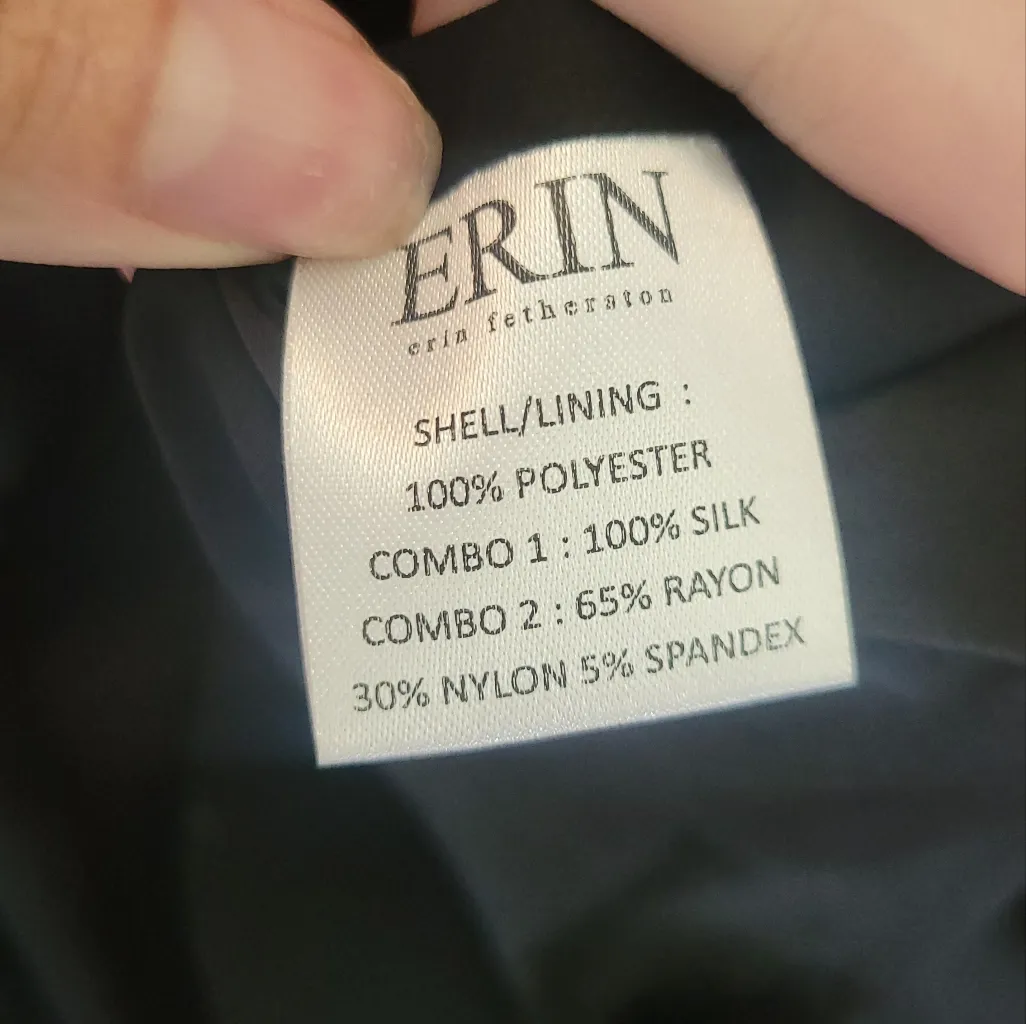 ERIN
erin fetherston
SHELL/LINING :
100% POLYESTER
COMBO 1 : 100% SILK
COMBO 2 : 65% RAYON
30% NYLON 5% SPANDEX